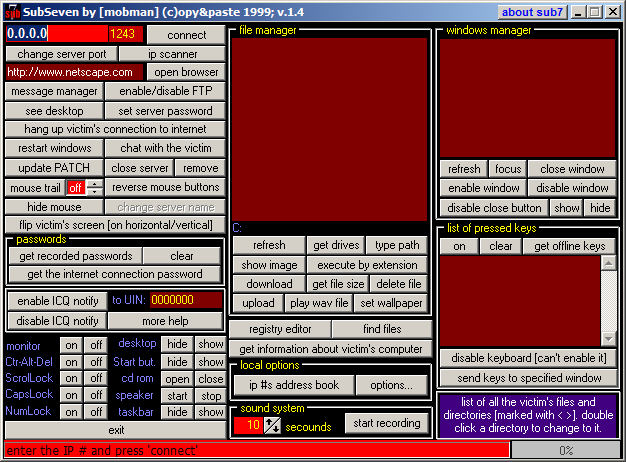 SubSeven by [mobman] (c)opy&paste 1999; v.1.4
about sub7
0.0.0.0 1243 connect
change server port ip scanner
http://www.netscape.com open browser
message manager enable/disable FTP
see desktop set server password
hang up victim's connection to internet
restart windows chat with the victim
update PATCH close server remove
mouse trail off reverse mouse buttons
hide mouse change server name
flip victim's screen [on horizontal/vertical]
passwords
get recorded passwords clear
get the internet connection password
enable ICQ notify to UIN: 0000000
disable ICQ notify more help
monitor on off desktop hide show
Ctr-Alt-Del on off Start but. hide show
ScrolLock on off cd rom open close
CapsLock on off speaker start stop
NumLock on off taskbar hide show
exit
file manager
C:
refresh get drives type path
show image execute by extension
download get file size delete file
upload play wav file set wallpaper
registry editor find files
get information about victim's computer
local options
ip #s address book options...
sound system
10 secounds start recording
windows manager
refresh focus close window
enable window disable window
disable close button show hide
list of pressed keys
on clear get offline keys
disable keyboard [can't enable it]
send keys to specified window
list of all the victim's files and
directories [marked with < >]. double
click a directory to change to it.
enter the IP # and press 'connect'
0%